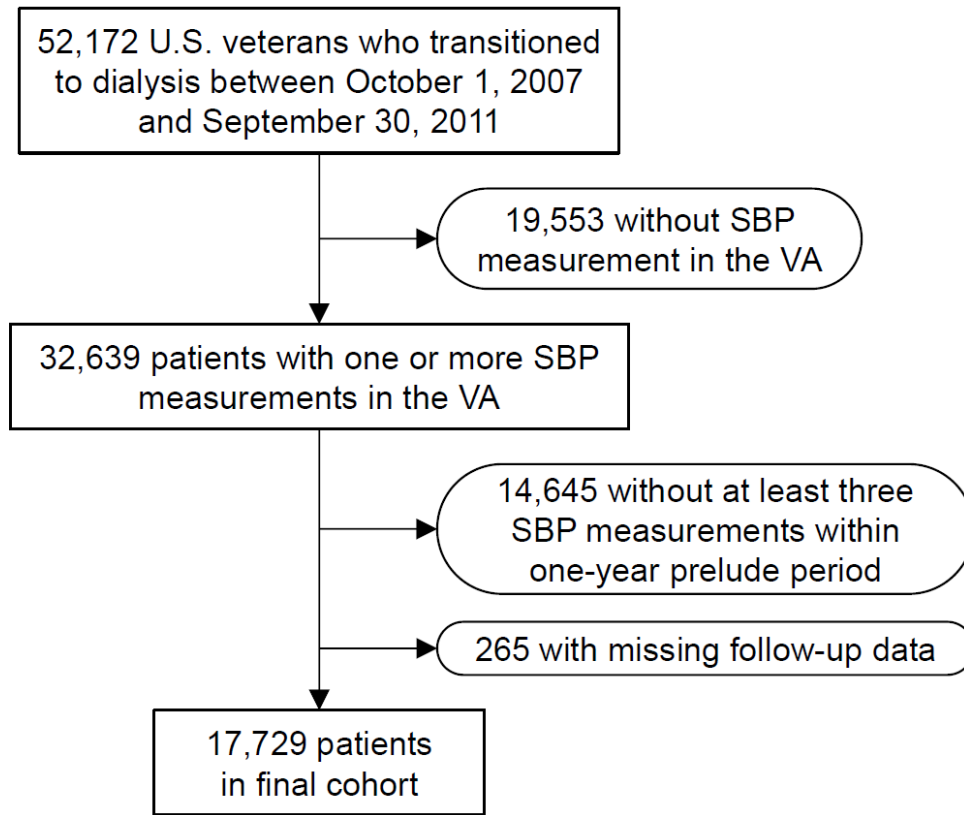 52,172 U.S. veterans who transitioned
to dialysis between October 1, 2007
and September 30, 2011
19,553 without SBP
measurement in the VA
32,639 patients with one or more SBP
measurements in the VA
14,645 without at least three
SBP measurements within
one-year prelude period
265 with missing follow-up data
17,729 patients
in final cohort